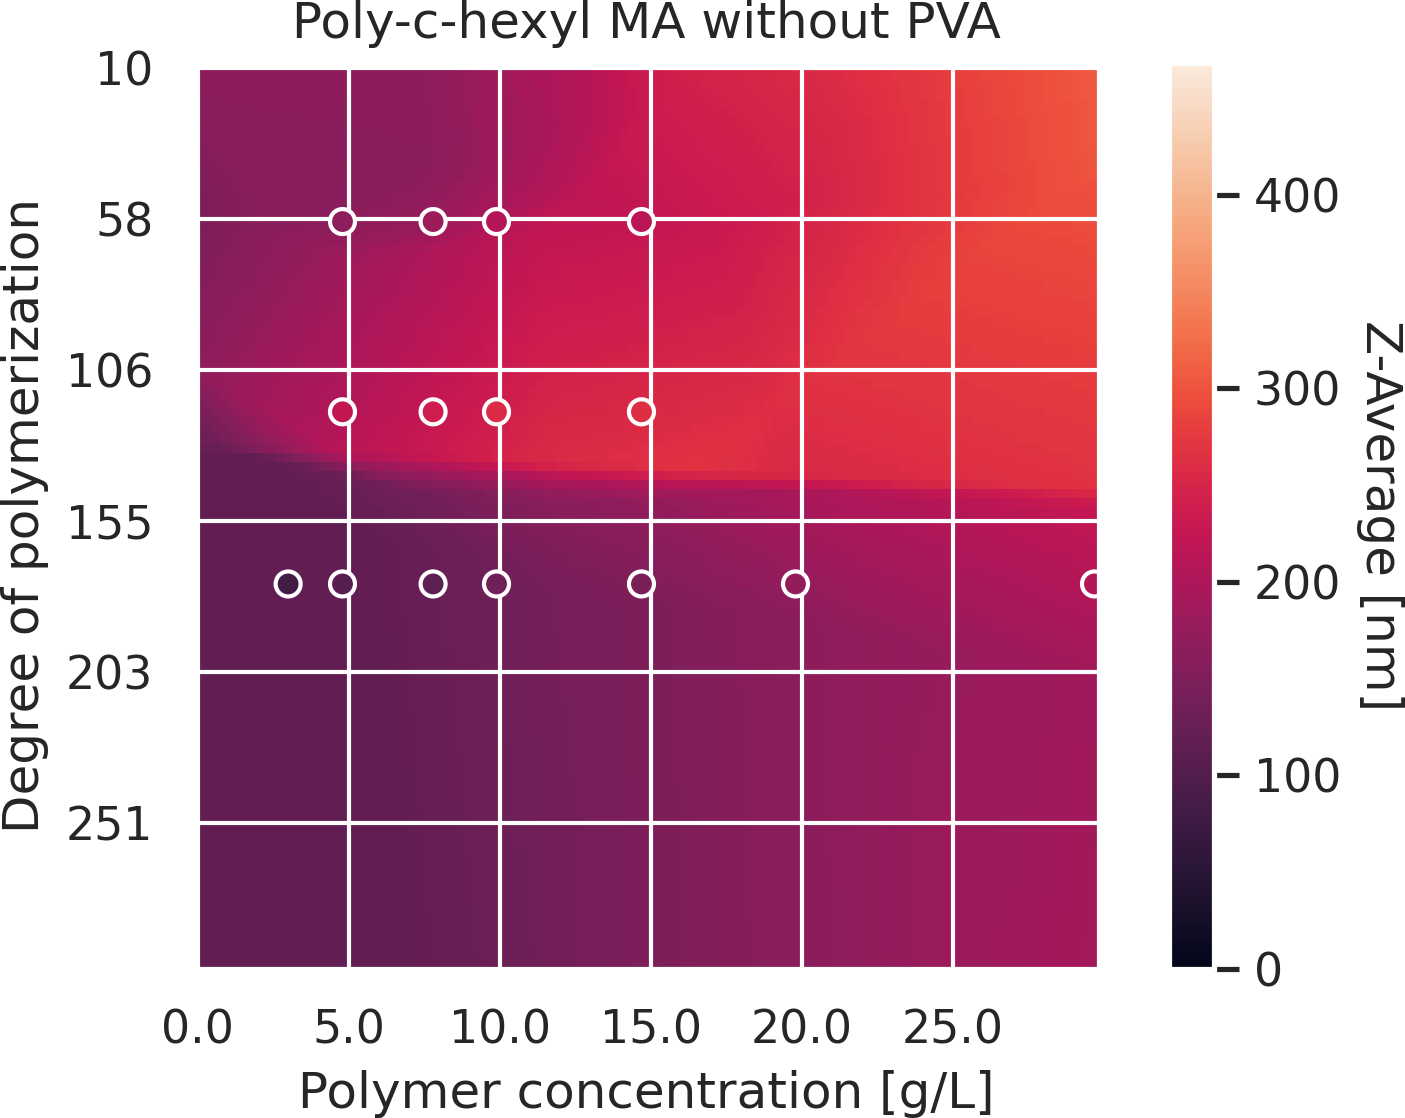 Poly-c-hexyl MA without PVA
10
58
106
155
203
251
Degree of polymerization
0.0 5.0 10.0 15.0 20.0 25.0
Polymer concentration [g/L]
400
300
200
100
0
Z-Average [nm]